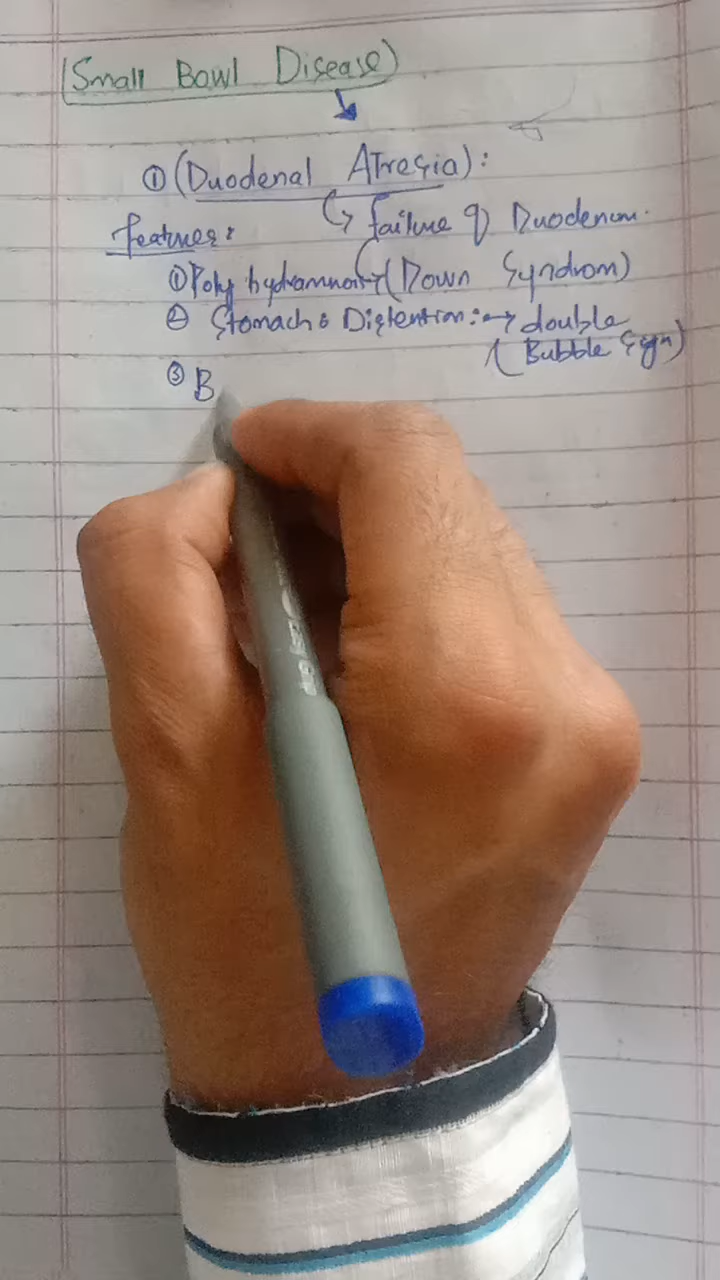 (Small Bowl Disease)
① (Duodenal Atresia):
↳ failure of Duodenum.
features:
① Polyhydramnois (Down Syndrom)
② Stomach & Distention: → double
(Bubble Sign)
③ B